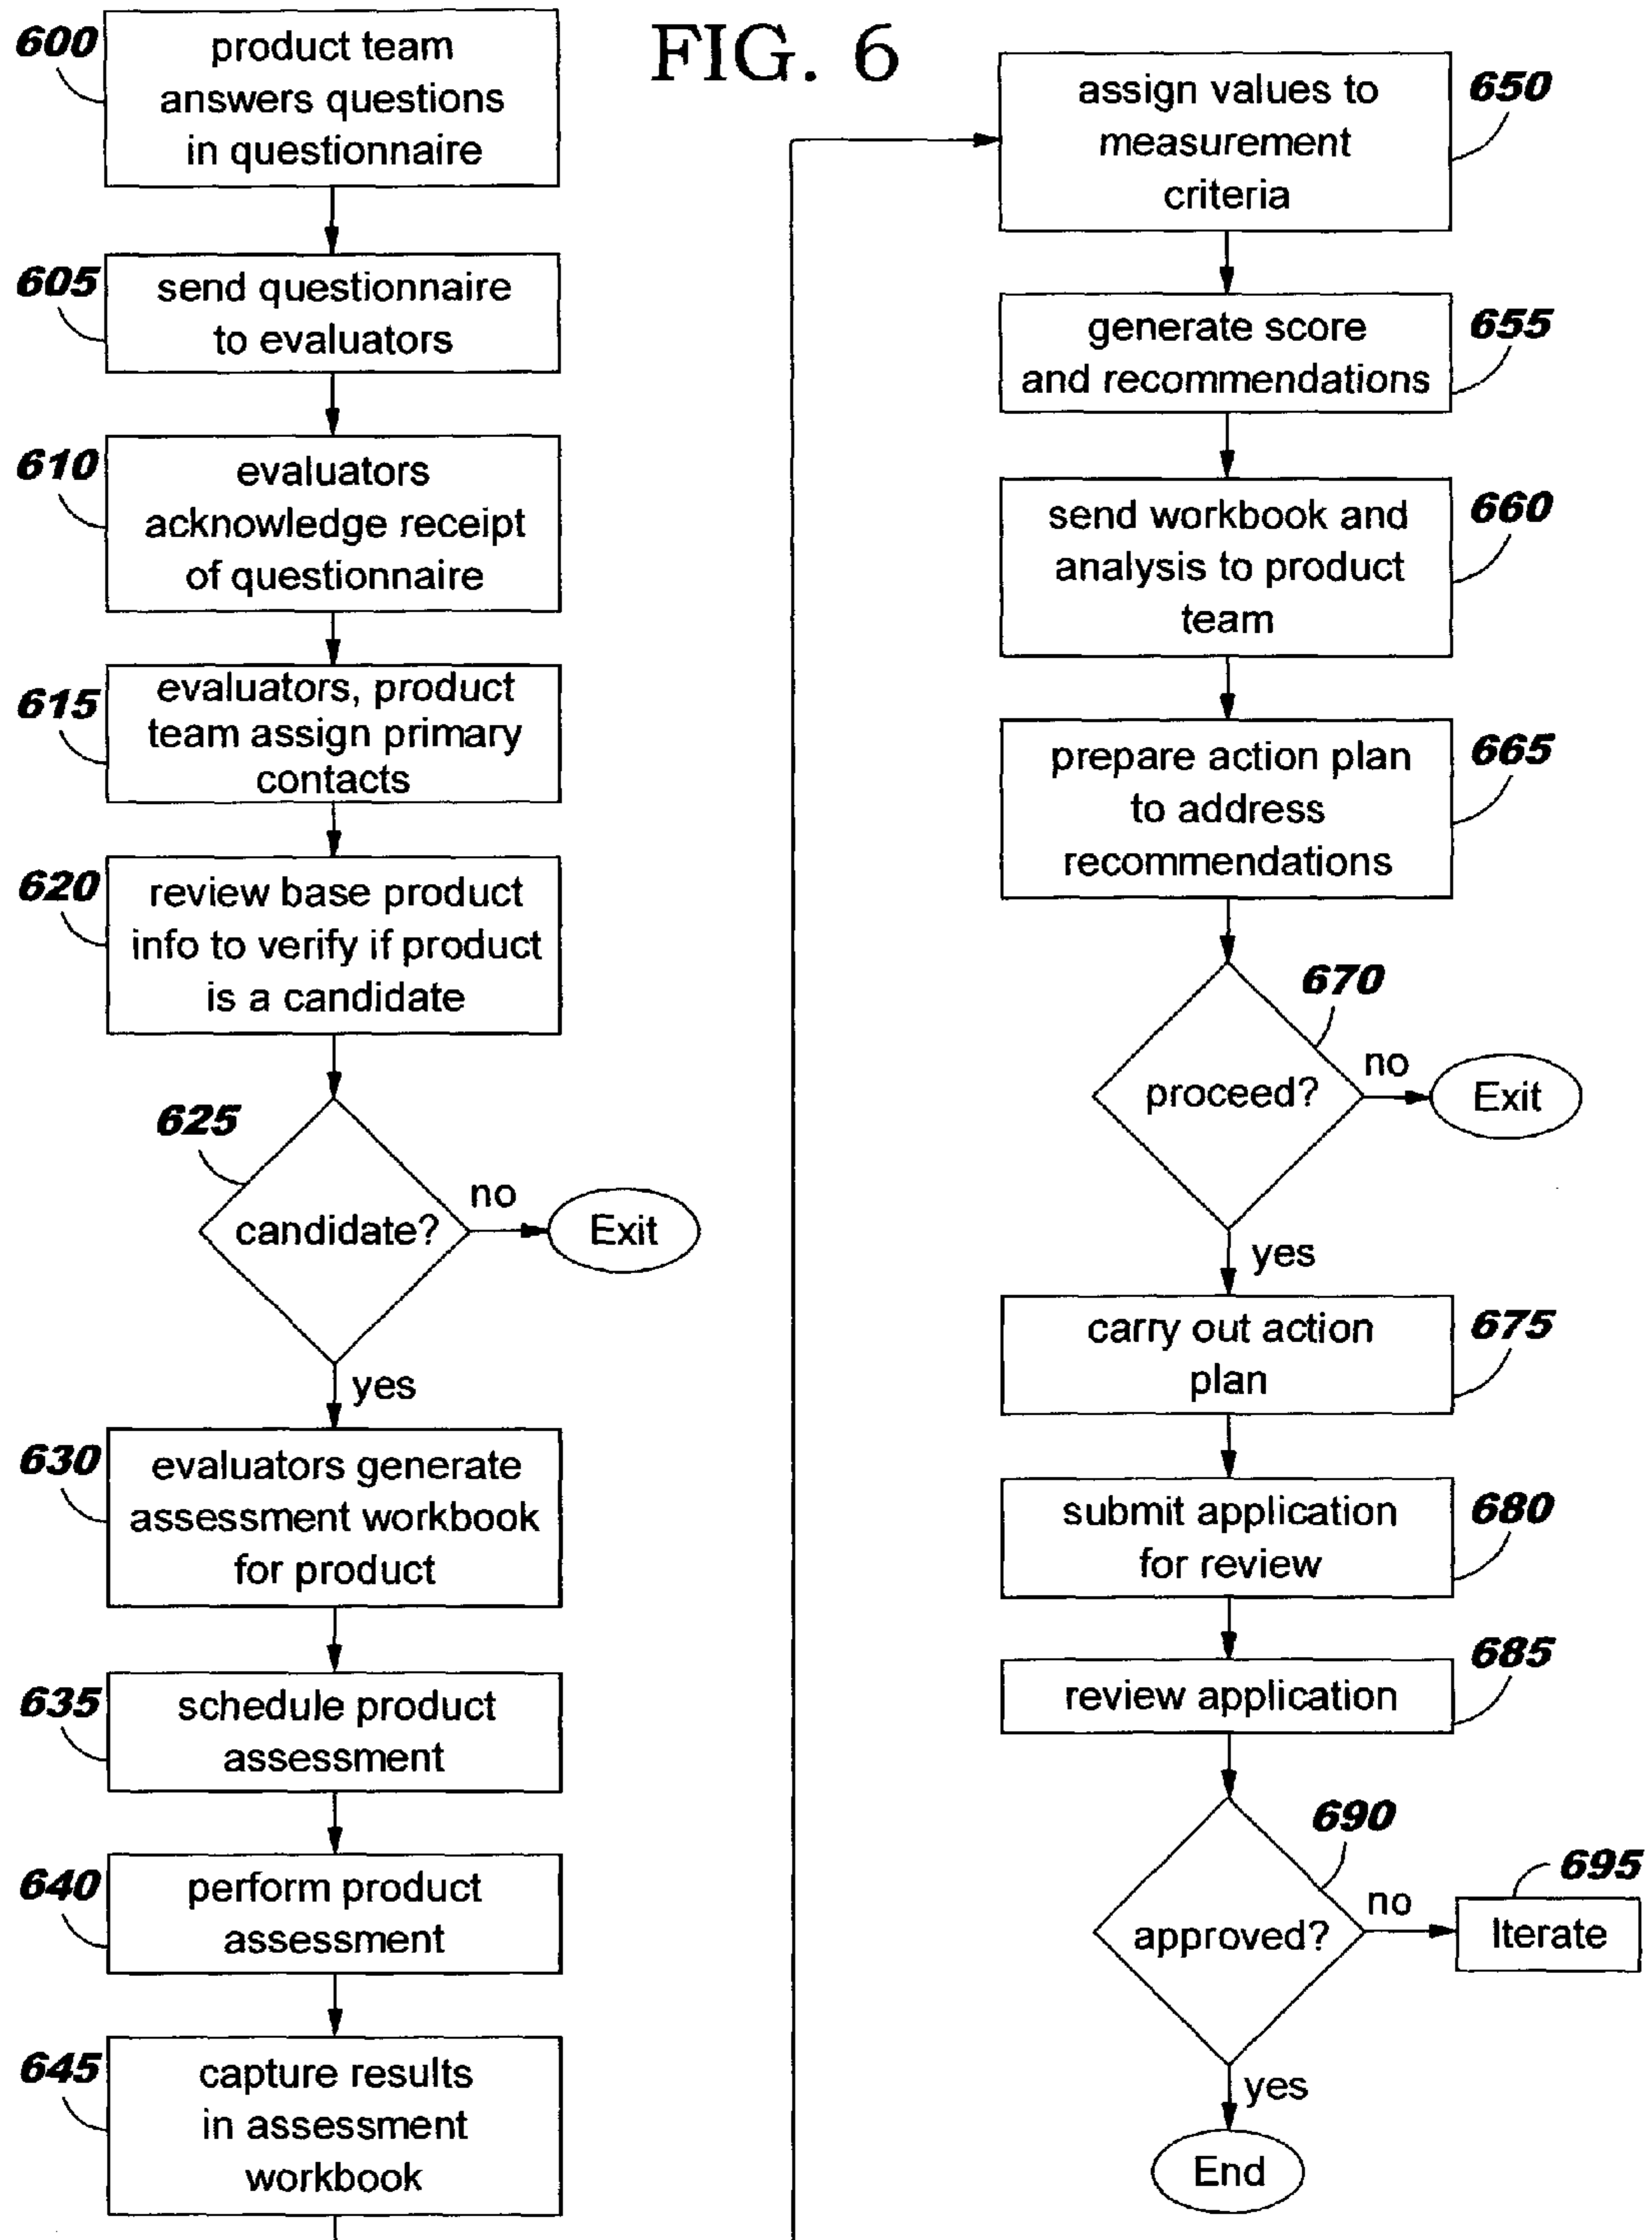 FIG. 6
600
product team
answers questions
in questionnaire
605
send questionnaire
to evaluators
610
evaluators
acknowledge receipt
of questionnaire
615
evaluators, product
team assign primary
contacts
620
review base product
info to verify if product
is a candidate
625
candidate?
no
Exit
yes
630
evaluators generate
assessment workbook
for product
635
schedule product
assessment
640
perform product
assessment
645
capture results
in assessment
workbook
650
assign values to
measurement
criteria
655
generate score
and recommendations
660
send workbook and
analysis to product
team
665
prepare action plan
to address
recommendations
670
proceed?
no
Exit
yes
675
carry out action
plan
680
submit application
for review
685
review application
690
approved?
no
695
Iterate
yes
End